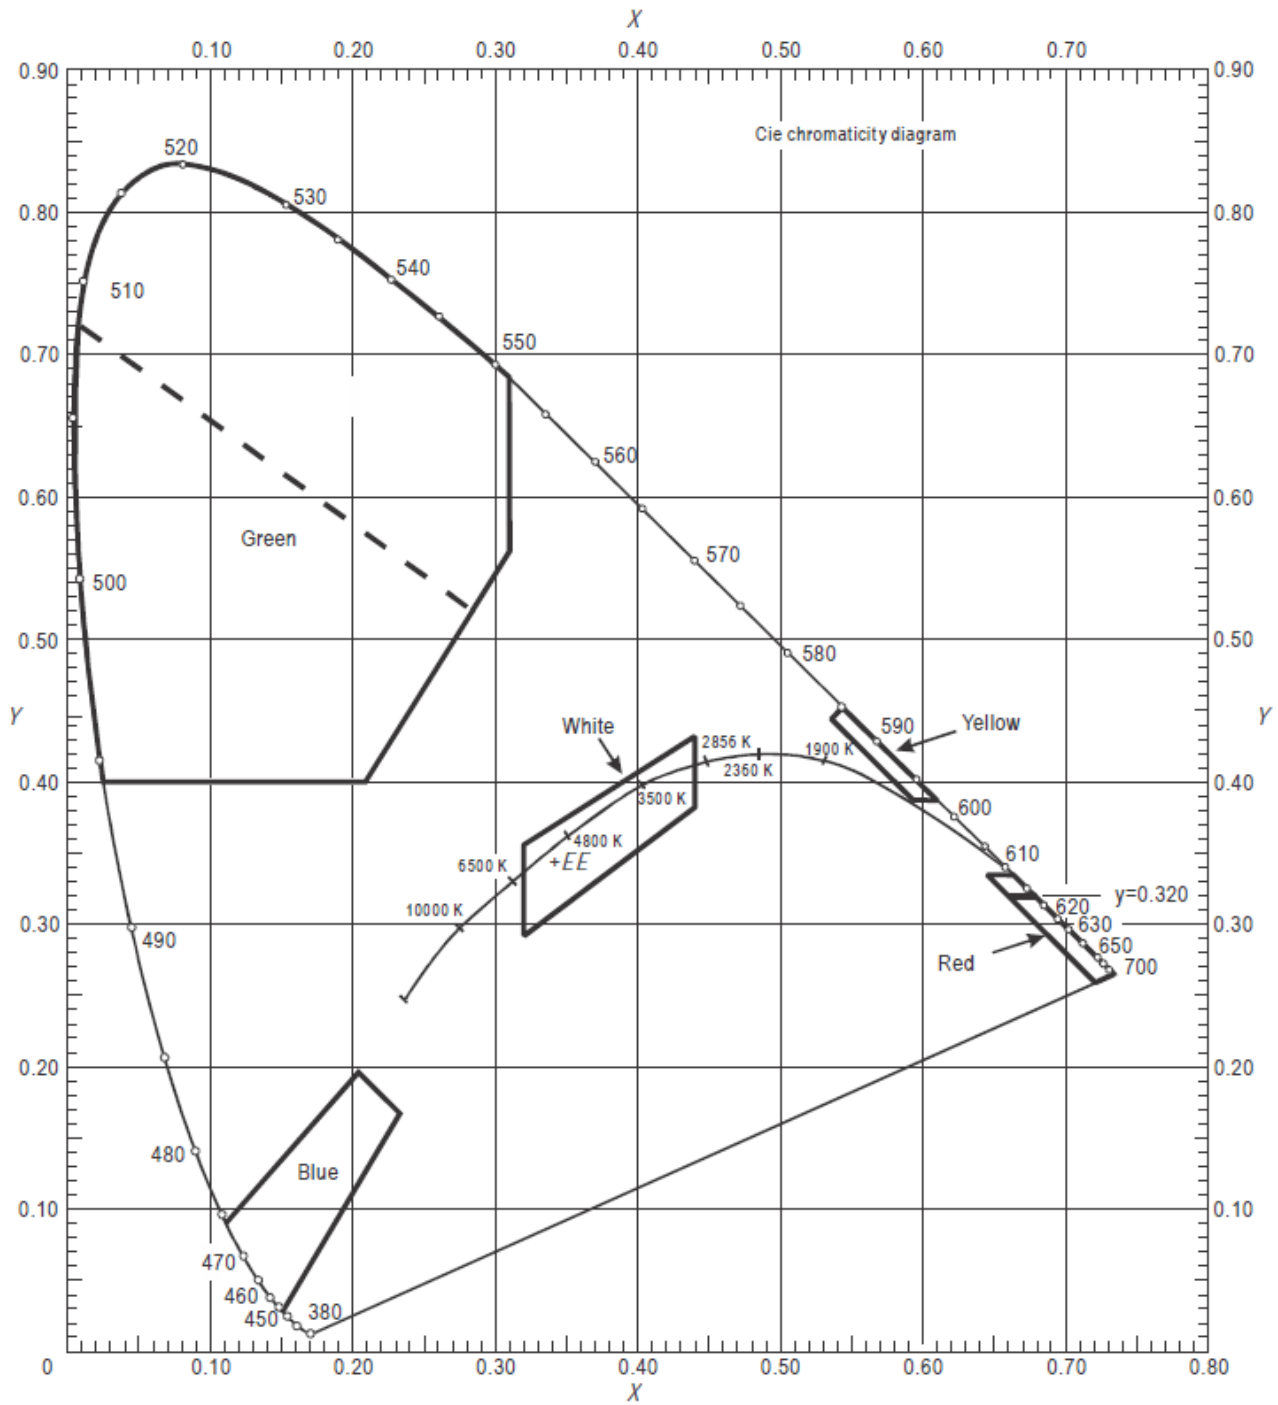 X
0.10 0.20 0.30 0.40 0.50 0.60 0.70
0.90 0.90
Cie chromaticity diagram
520
530
0.80 0.80
540
510
550
0.70 0.70
560
0.60 0.60
570
Green
500
580
0.50 0.50
Y White 590 Yellow Y
2856 K
1900 K
2360 K
0.40 0.40
3500 K
600
4800 K
610
6500 K +EE
y=0.320
620
10000 K
0.30 630 0.30
490 650
Red 700
0.20 0.20
480
Blue
0.10 0.10
470
460
450 380
0 0.10 0.20 0.30 0.40 0.50 0.60 0.70 0.80
X